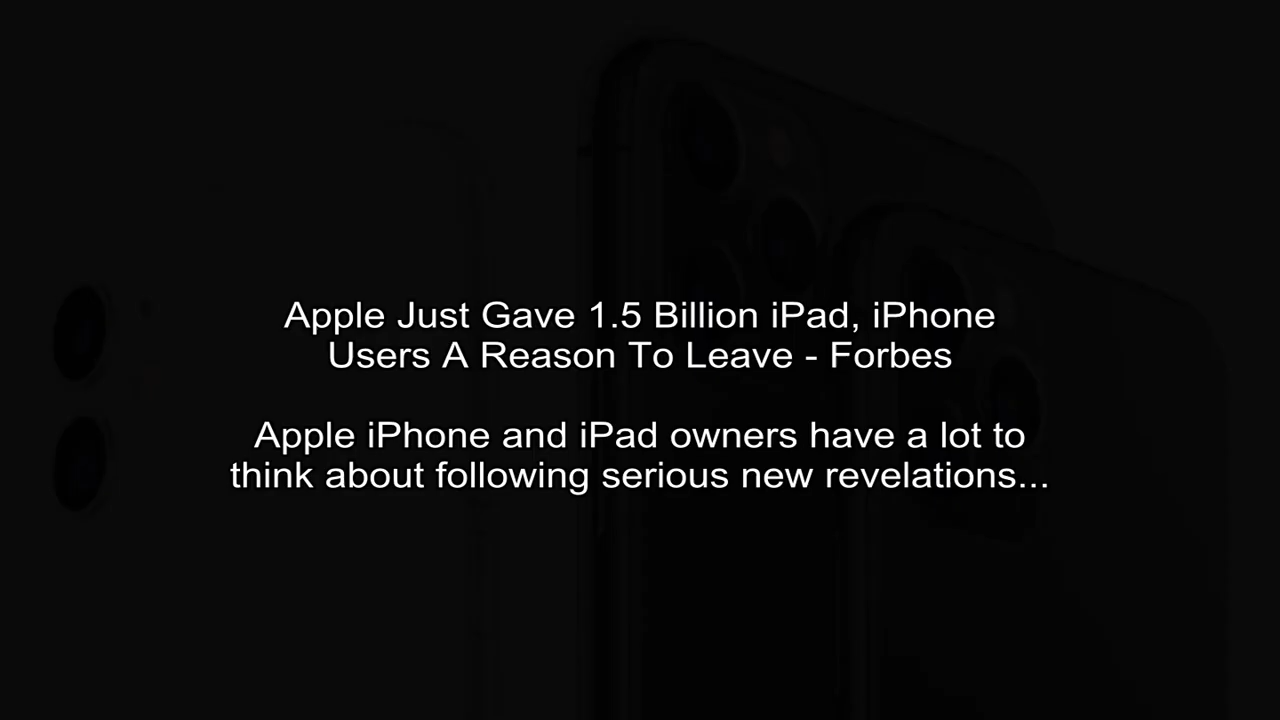 Apple Just Gave 1.5 Billion iPad, iPhone
Users A Reason To Leave - Forbes
Apple iPhone and iPad owners have a lot to
think about following serious new revelations...